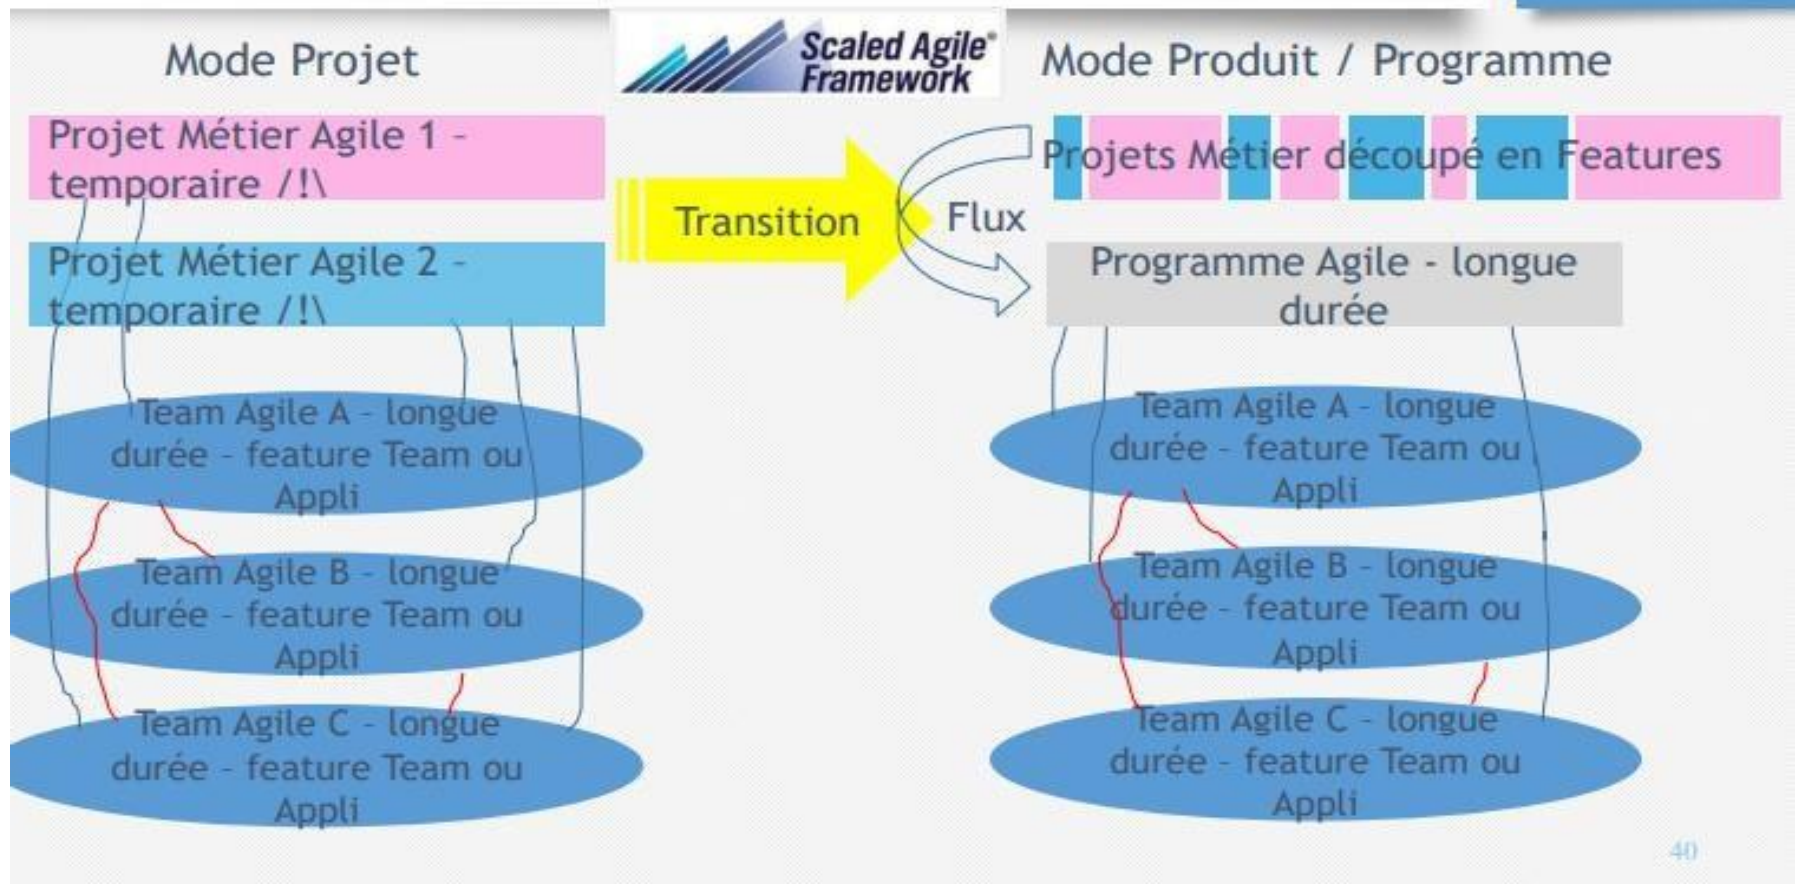 Mode Projet
Scaled Agile®
Framework
Mode Produit / Programme
Projet Métier Agile 1 –
temporaire /!\
Projet Métier Agile 2 –
temporaire /!\
Transition
Flux
Projets Métier découpé en Features
Programme Agile - longue
durée
Team Agile A – longue
durée – feature Team ou
Appli
Team Agile B – longue
durée – feature Team ou
Appli
Team Agile C – longue
durée – feature Team ou
Appli
Team Agile A – longue
durée – feature Team ou
Appli
Team Agile B – longue
durée – feature Team ou
Appli
Team Agile C – longue
durée – feature Team ou
Appli
40